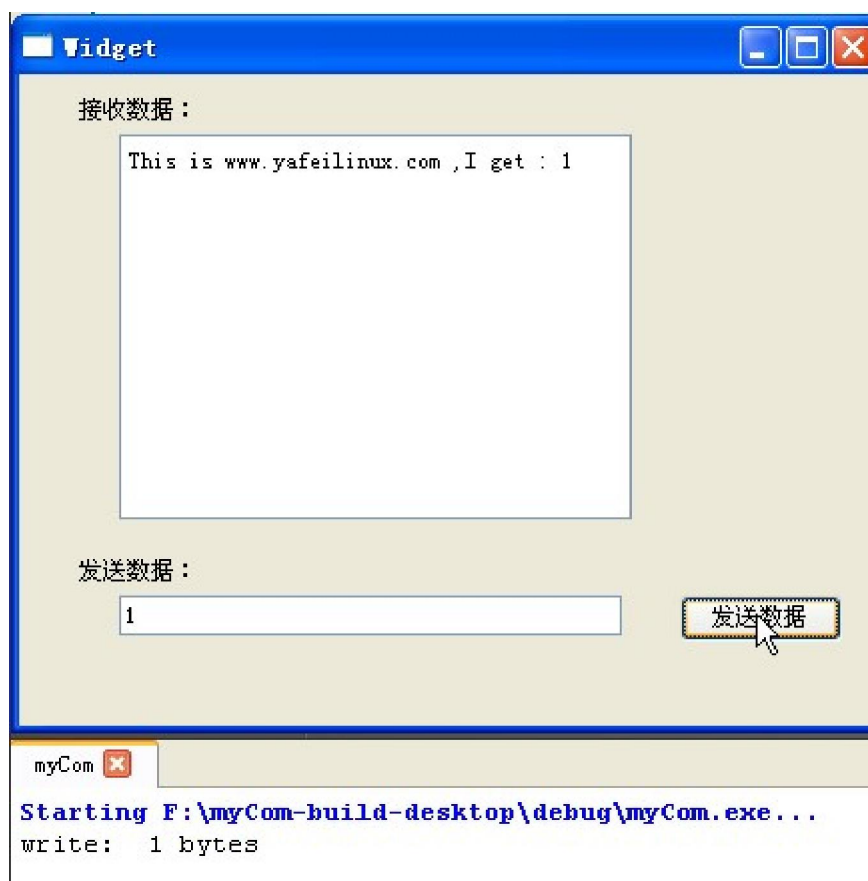 Widget
接收数据：
This is www.yafeilinux.com ,I get : 1
发送数据：
1
发送数据
myCom
Starting F:\myCom-build-desktop\debug\myCom.exe...
write:  1 bytes